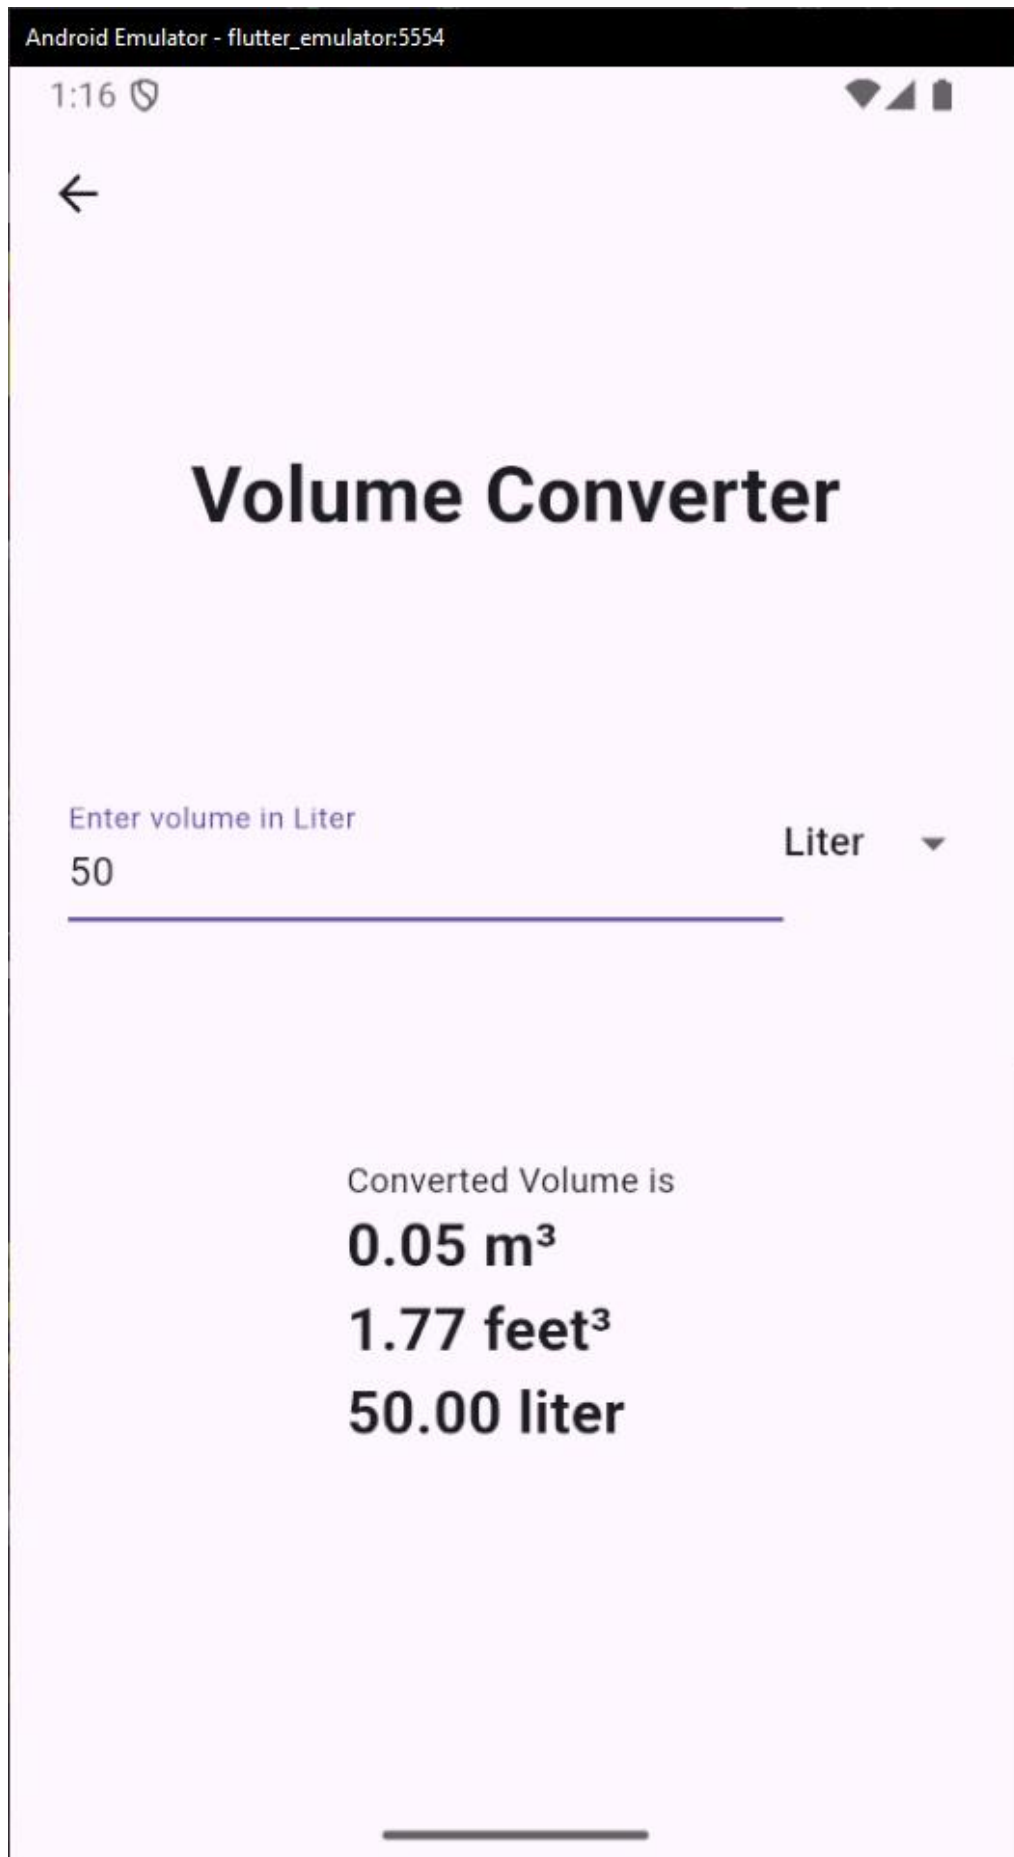 Android Emulator - flutter_emulator:5554
1:16
Volume Converter
Enter volume in Liter
50
Liter
Converted Volume is
0.05 m³
1.77 feet³
50.00 liter